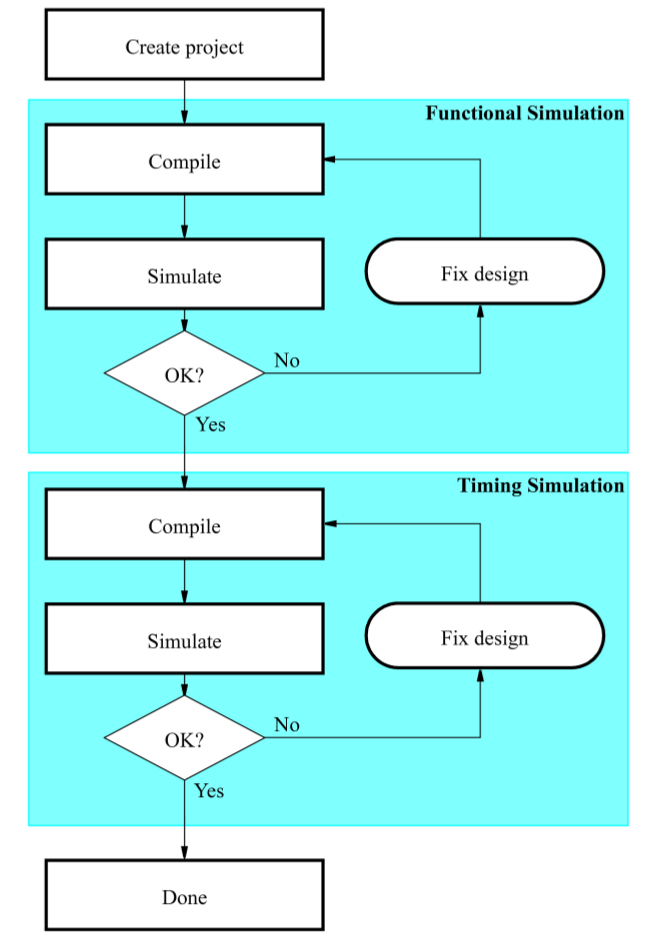 Create project
Functional Simulation
Compile
Simulate
Fix design
OK?
No
Yes
Timing Simulation
Compile
Simulate
Fix design
OK?
No
Yes
Done